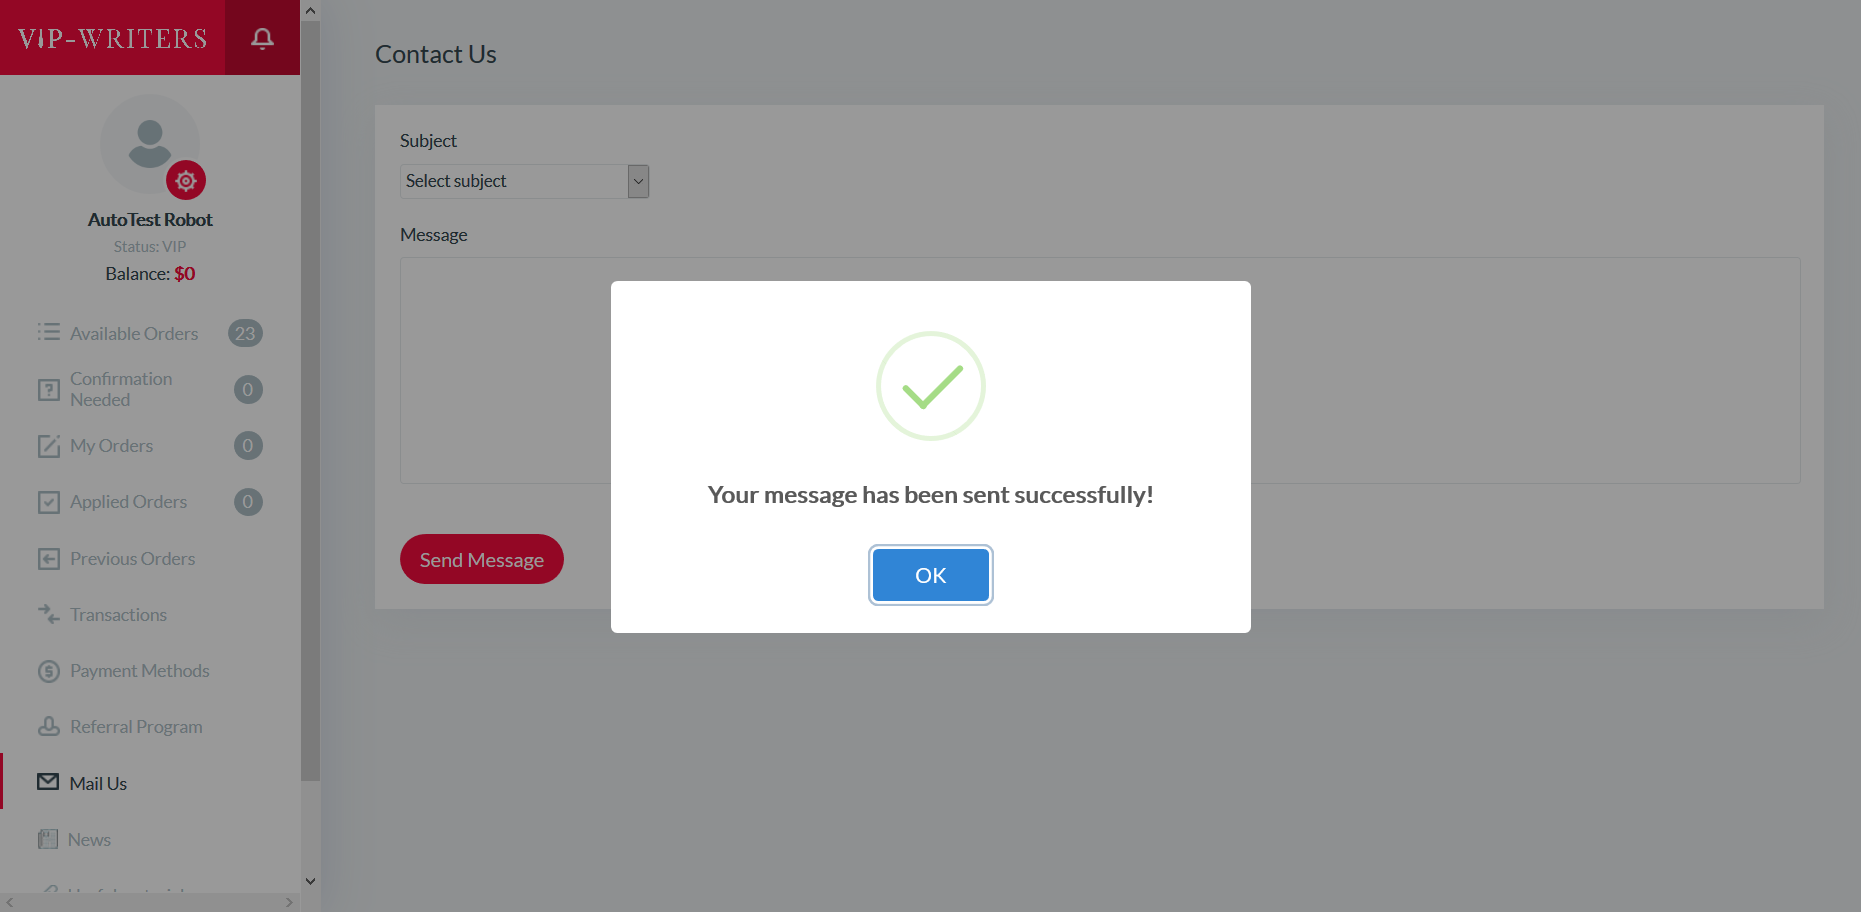 VIP-WRITERS
AutoTest Robot
Status: VIP
Balance: $0
Available Orders 23
Confirmation
Needed 0
My Orders 0
Applied Orders 0
Previous Orders
Transactions
Payment Methods
Referral Program
Mail Us
News
Contact Us
Subject
Select subject
Message
Send Message
Your message has been sent successfully!
OK